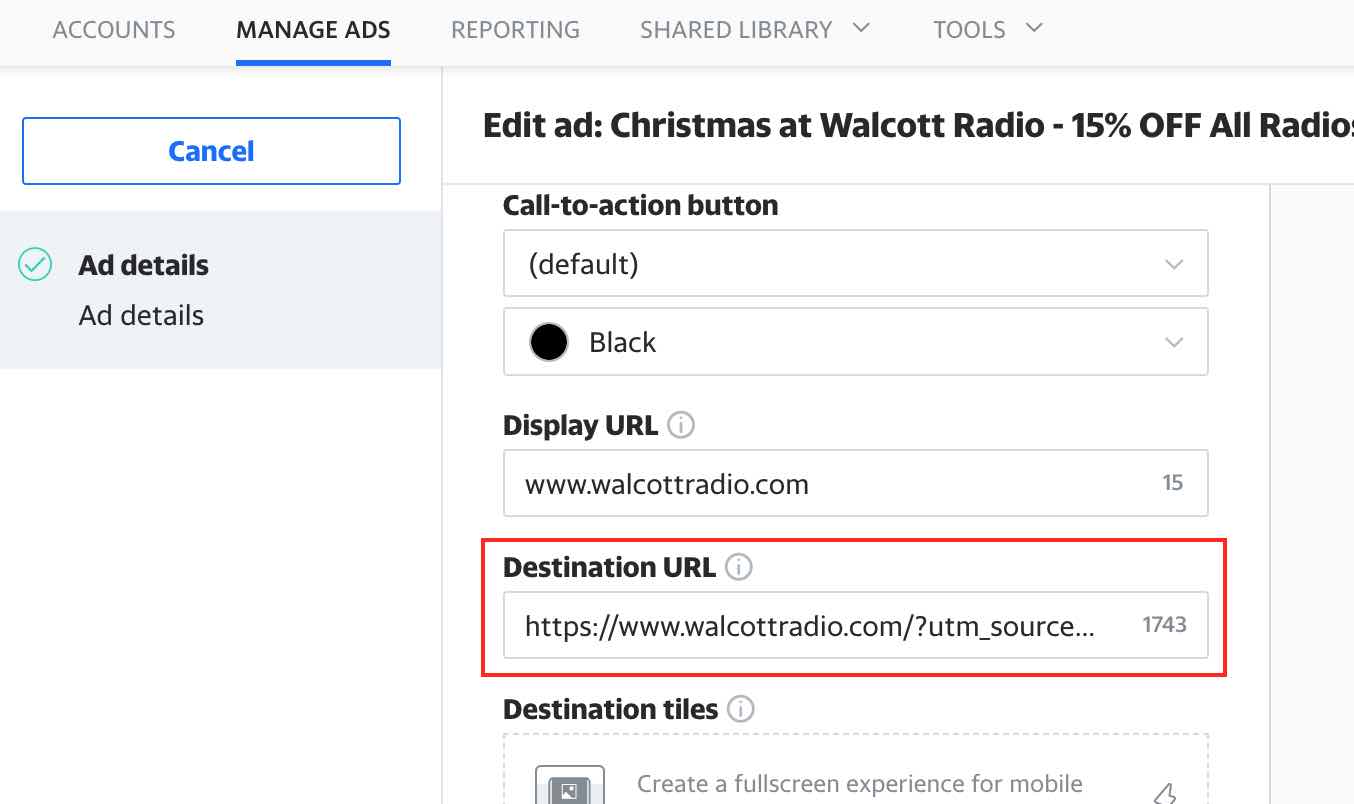 ACCOUNTS MANAGE ADS REPORTING SHARED LIBRARY TOOLS
Cancel
Edit ad: Christmas at Walcott Radio - 15% OFF All Radios
Ad details
Ad details
Call-to-action button
(default)
Black
Display URL
www.walcottradio.com 15
Destination URL
https://www.walcottradio.com/?utm_source... 1743
Destination tiles
Create a fullscreen experience for mobile